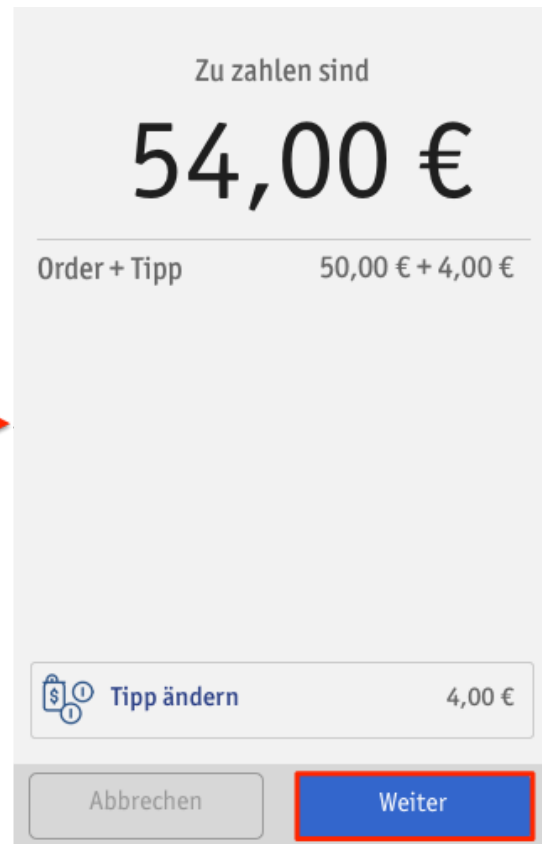 Zu zahlen sind
54,00 €
Order + Tipp 50,00 € + 4,00 €
Tipp ändern 4,00 €
Abbrechen Weiter